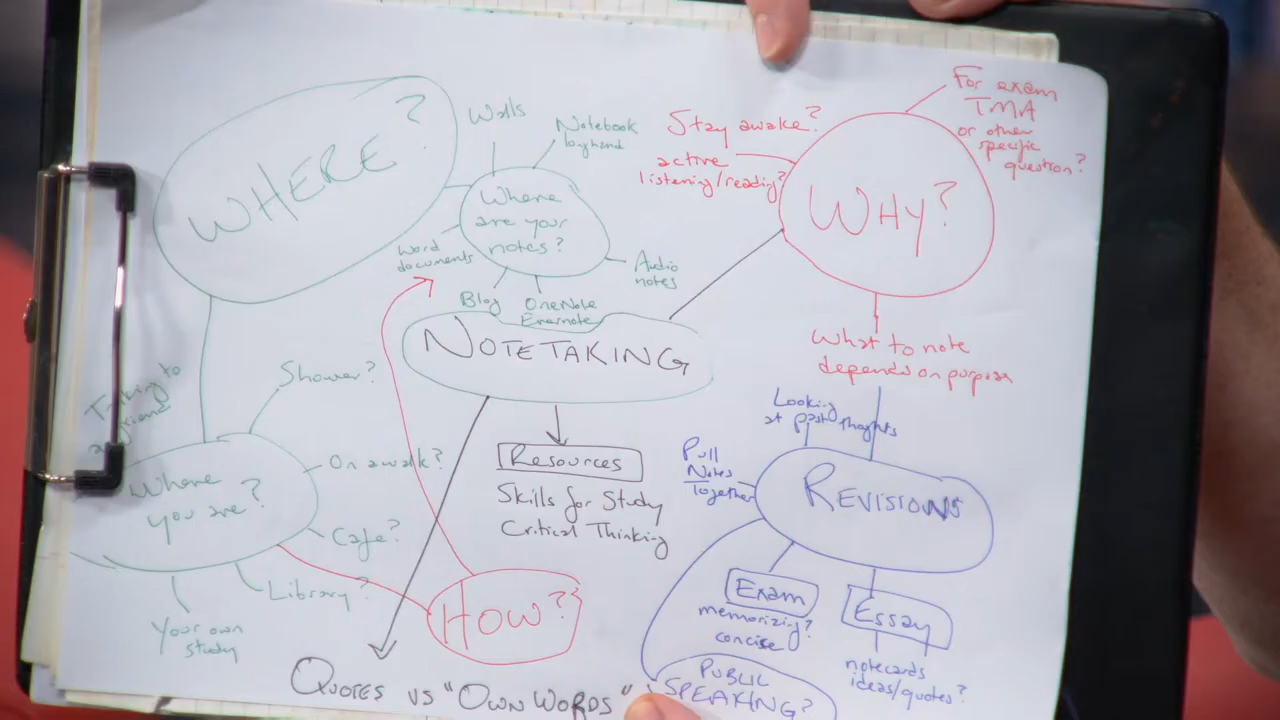 WHERE?
Walls
Notebook
by hand
Where
are your
notes?
Word
documents
Blog
OneNote
Evernote
Audio
notes
Stay awake?
active
listening/reading?
WHY?
For exam
TMA
or other
specific
question?
What to note
depends on purpose
NOTETAKING
Resources
Skills for Study
Critical Thinking
Talking to
a friend
Shower?
Where
you are?
On a walk?
Cafe?
Library?
Your own
study
HOW?
QUOTES vs "OWN WORDS"
Looking
at past thoughts
Pull
Notes
Together
REVISIONS
Exam
memorizing?
concise
Essay
notecards
ideas/quotes?
PUBLIC
SPEAKING?